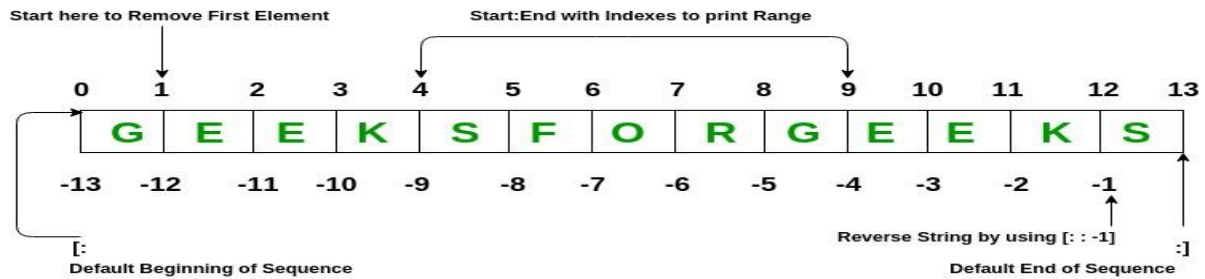 Start here to Remove First Element Start:End with Indexes to print Range
0 1 2 3 4 5 6 7 8 9 10 11 12 13
G E E K S F O R G E E K S
-13 -12 -11 -10 -9 -8 -7 -6 -5 -4 -3 -2 -1
Reverse String by using [: : -1]
[: :]
Default Beginning of Sequence Default End of Sequence